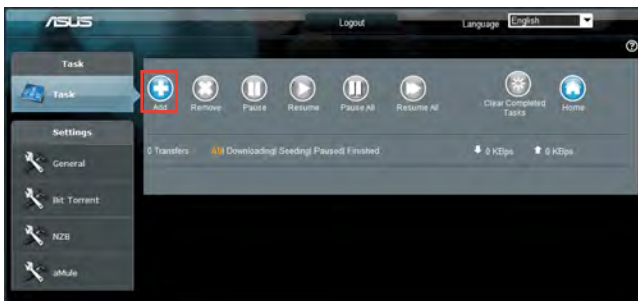 ASUS
Logout
Language English
Task
Task
Add Remove Pause Resume Pause All Resume All Clear Completed Tasks Home
Settings
0 Transfers All| Downloading| Seeding| Paused| Finished 0 KBps 0 KBps
General
Bit Torrent
NZB
aMule